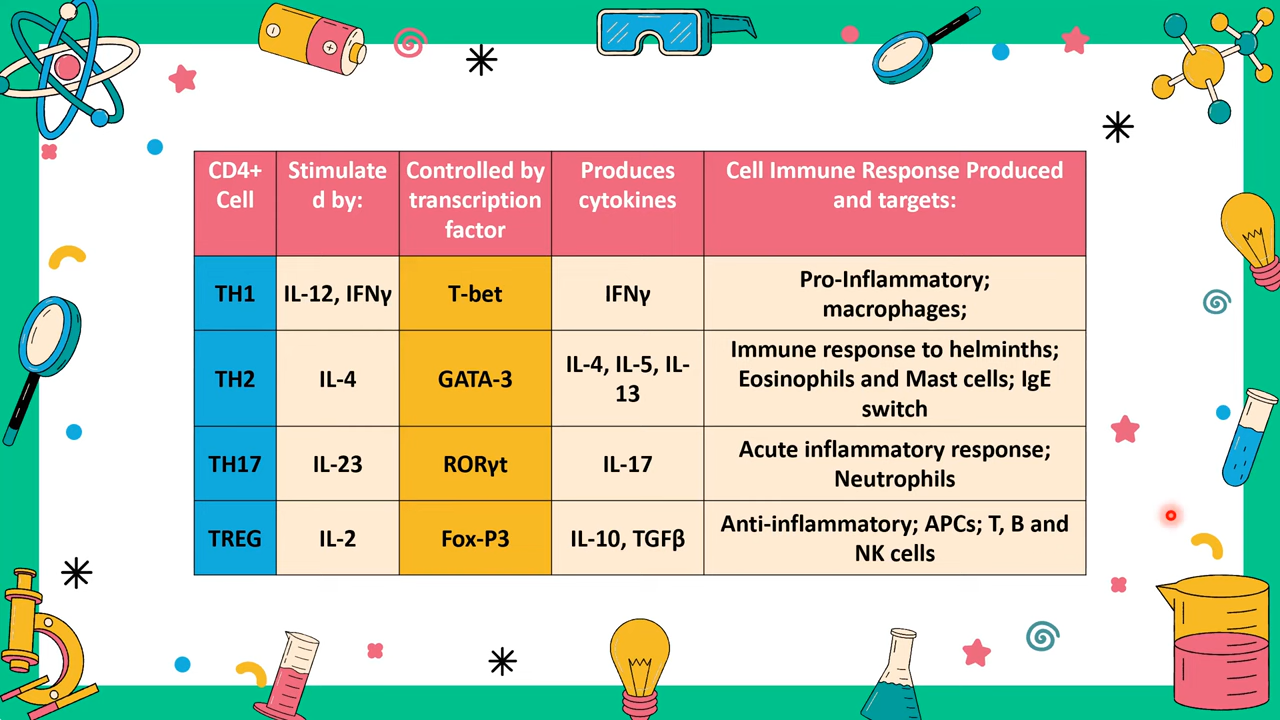 CD4+
Cell
Stimulate
d by:
Controlled by
transcription
factor
Produces
cytokines
Cell Immune Response Produced
and targets:
TH1
IL-12, IFNγ
T-bet
IFNγ
Pro-Inflammatory;
macrophages;
TH2
IL-4
GATA-3
IL-4, IL-5, IL-
13
Immune response to helminths;
Eosinophils and Mast cells; IgE
switch
TH17
IL-23
RORγt
IL-17
Acute inflammatory response;
Neutrophils
TREG
IL-2
Fox-P3
IL-10, TGFβ
Anti-inflammatory; APCs; T, B and
NK cells